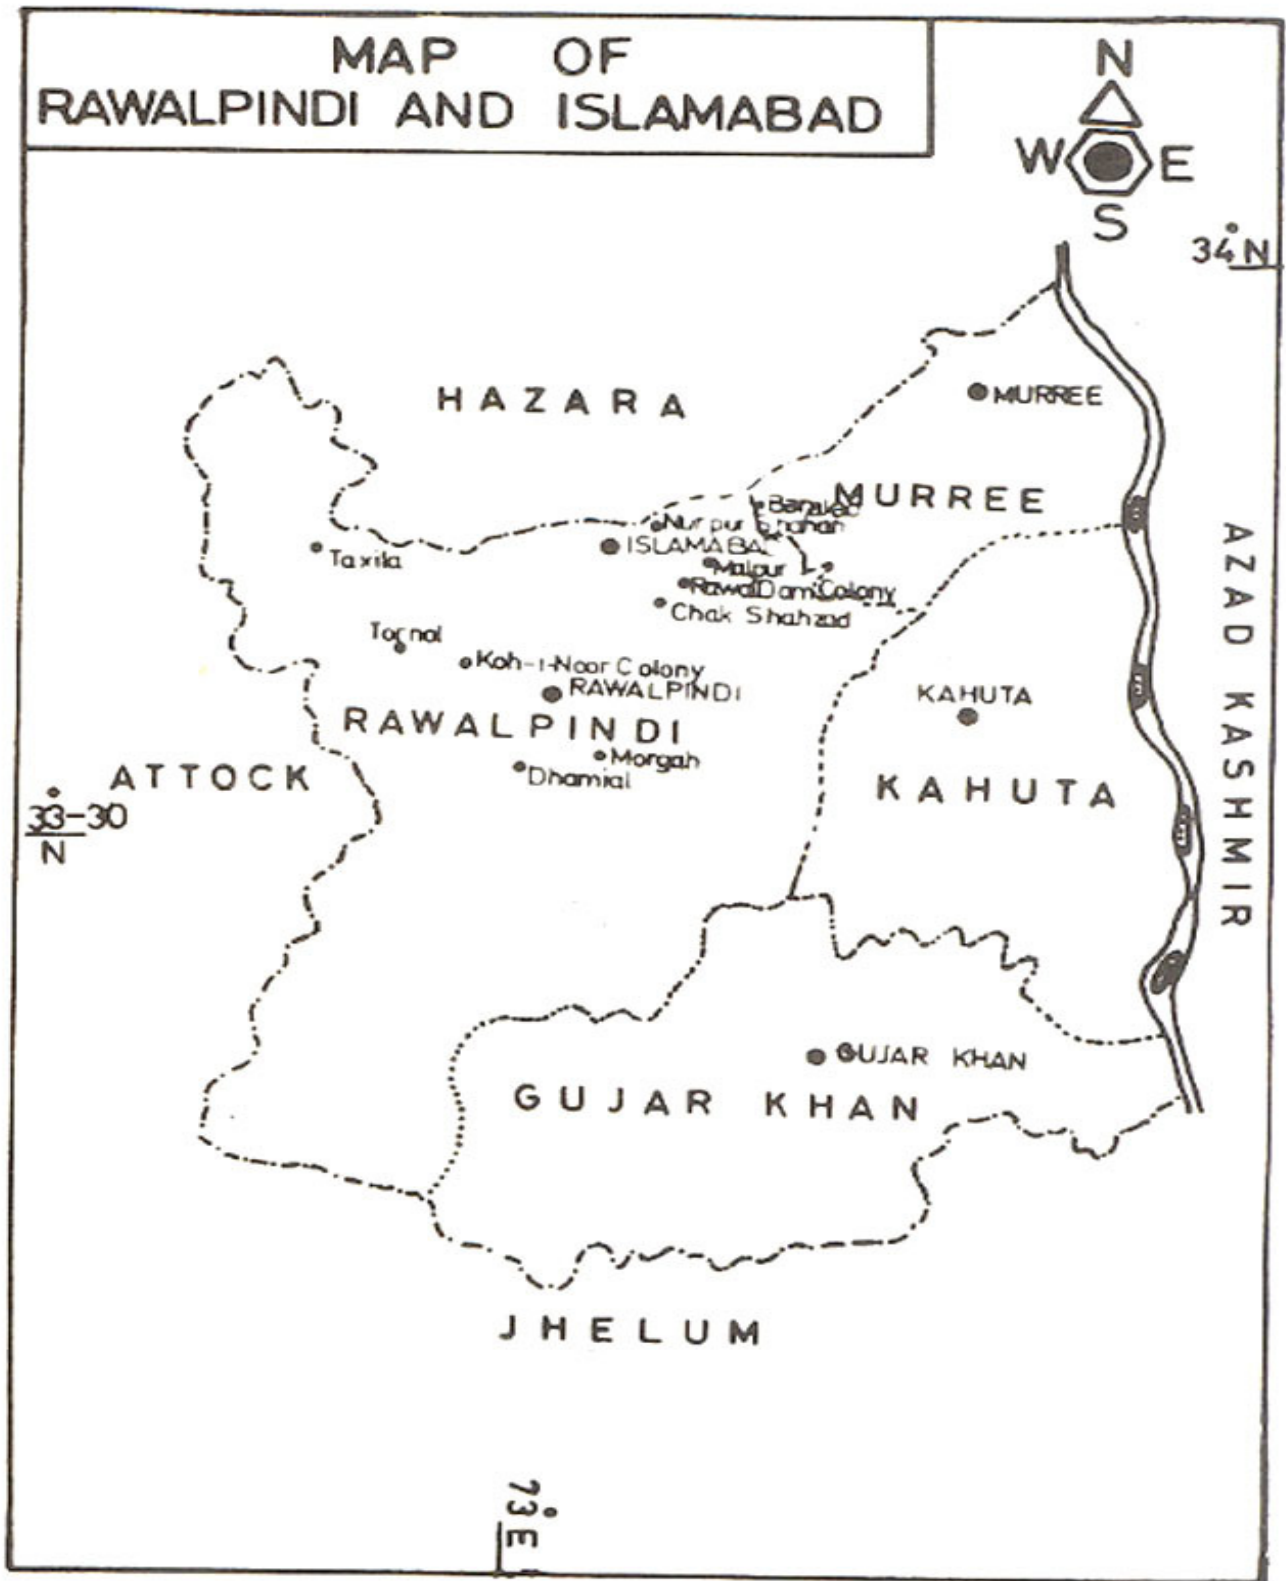 MAP OF
RAWALPINDI AND ISLAMABAD
N
W E
S
34° N
HAZARA
MURREE
MURREE
Nurpur Shahan
ISLAMABAD
Taxila
Malpur
Rawal Dam Colony
Chak Shahzad
AZAD KASHMIR
Tornol
Koh-i-Noor Colony
RAWALPINDI
KAHUTA
RAWALPINDI
Morgah
Dhamial
ATTOCK
KAHUTA
33°-30
N
GUJAR KHAN
GUJAR KHAN
JHELUM
73°E